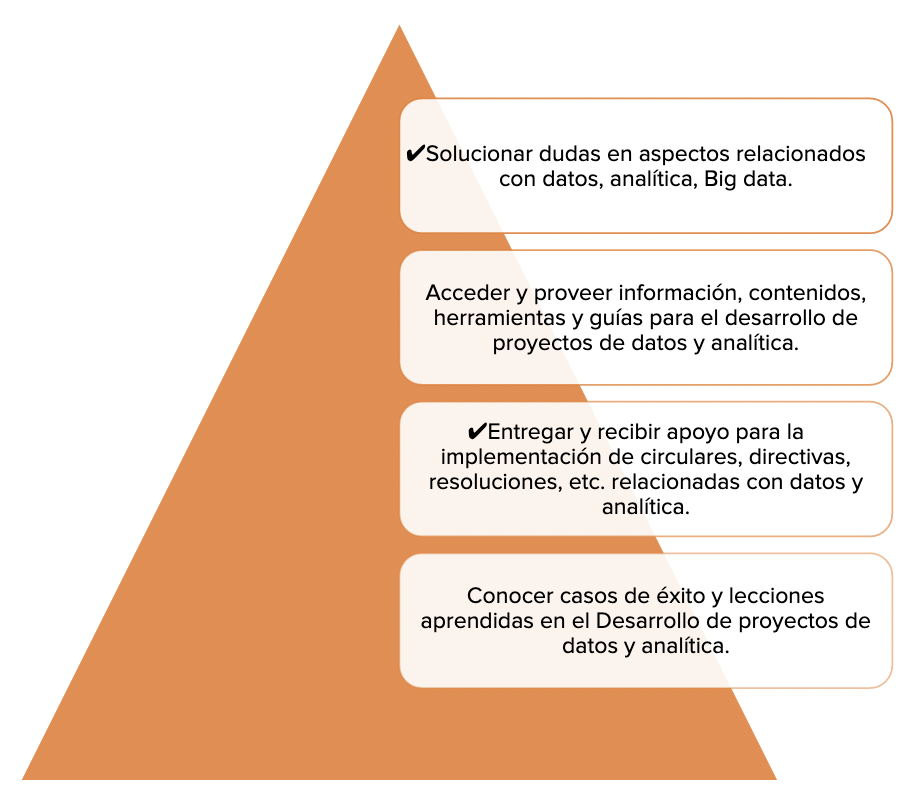 ✔Solucionar dudas en aspectos relacionados
con datos, analítica, Big data.
Acceder y proveer información, contenidos,
herramientas y guías para el desarrollo de
proyectos de datos y analítica.
✔Entregar y recibir apoyo para la
implementación de circulares, directivas,
resoluciones, etc. relacionadas con datos y
analítica.
Conocer casos de éxito y lecciones
aprendidas en el Desarrollo de proyectos de
datos y analítica.